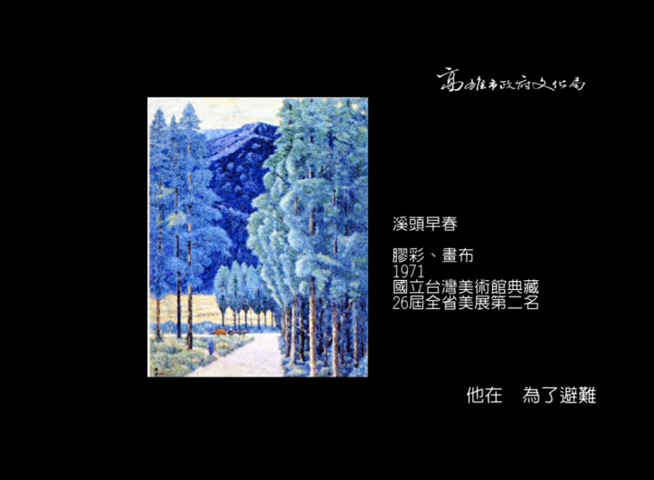 高雄市政府文化局
溪頭早春
膠彩、畫布
1971
國立台灣美術館典藏
26屆全省美展第二名
他在　為了避難